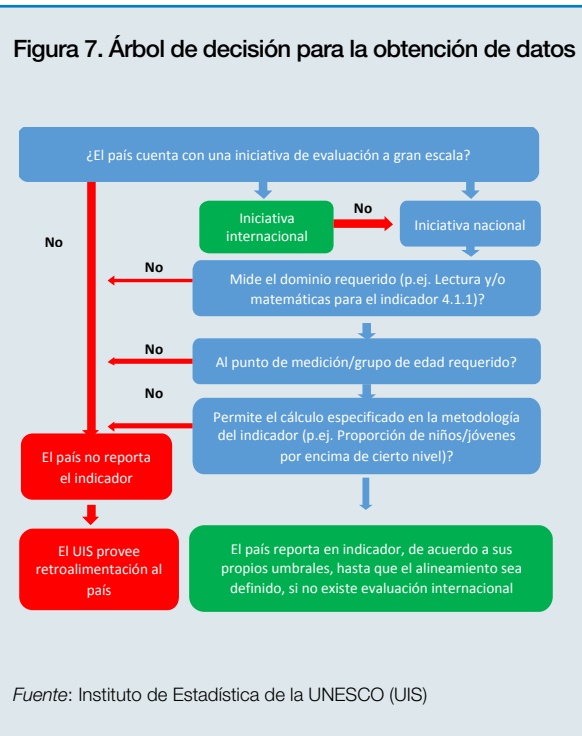 Figura 7. Árbol de decisión para la obtención de datos
¿El país cuenta con una iniciativa de evaluación a gran escala?
Iniciativa
internacional
No
Iniciativa nacional
No
No
Mide el dominio requerido (p.ej. Lectura y/o
matemáticas para el indicador 4.1.1)?
No
Al punto de medición/grupo de edad requerido?
No
Permite el cálculo especificado en la metodología
del indicador (p.ej. Proporción de niños/jóvenes
por encima de cierto nivel)?
El país no reporta
el indicador
El UIS provee
retroalimentación al
país
El país reporta en indicador, de acuerdo a sus
propios umbrales, hasta que el alineamiento sea
definido, si no existe evaluación internacional
Fuente: Instituto de Estadística de la UNESCO (UIS)